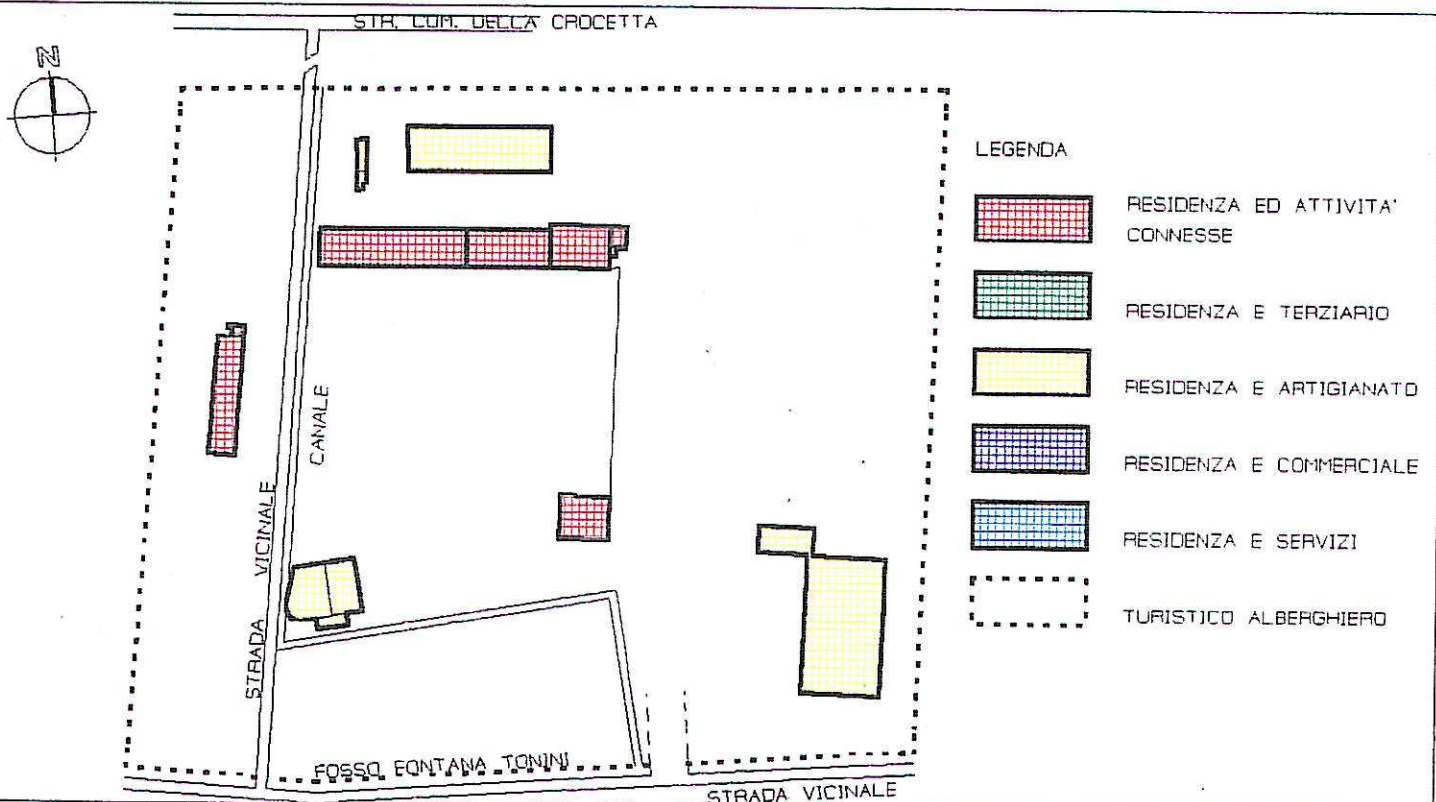 STR. COM. DELLA CROCETTA
N
LEGENDA
RESIDENZA ED ATTIVITA'
CONNESSE
RESIDENZA E TERZIARIO
RESIDENZA E ARTIGIANATO
RESIDENZA E COMMERCIALE
RESIDENZA E SERVIZI
TURISTICO ALBERGHIERO
CANALE
STRADA VICINALE
FOSSO FONTANA TONINI
STRADA VICINALE